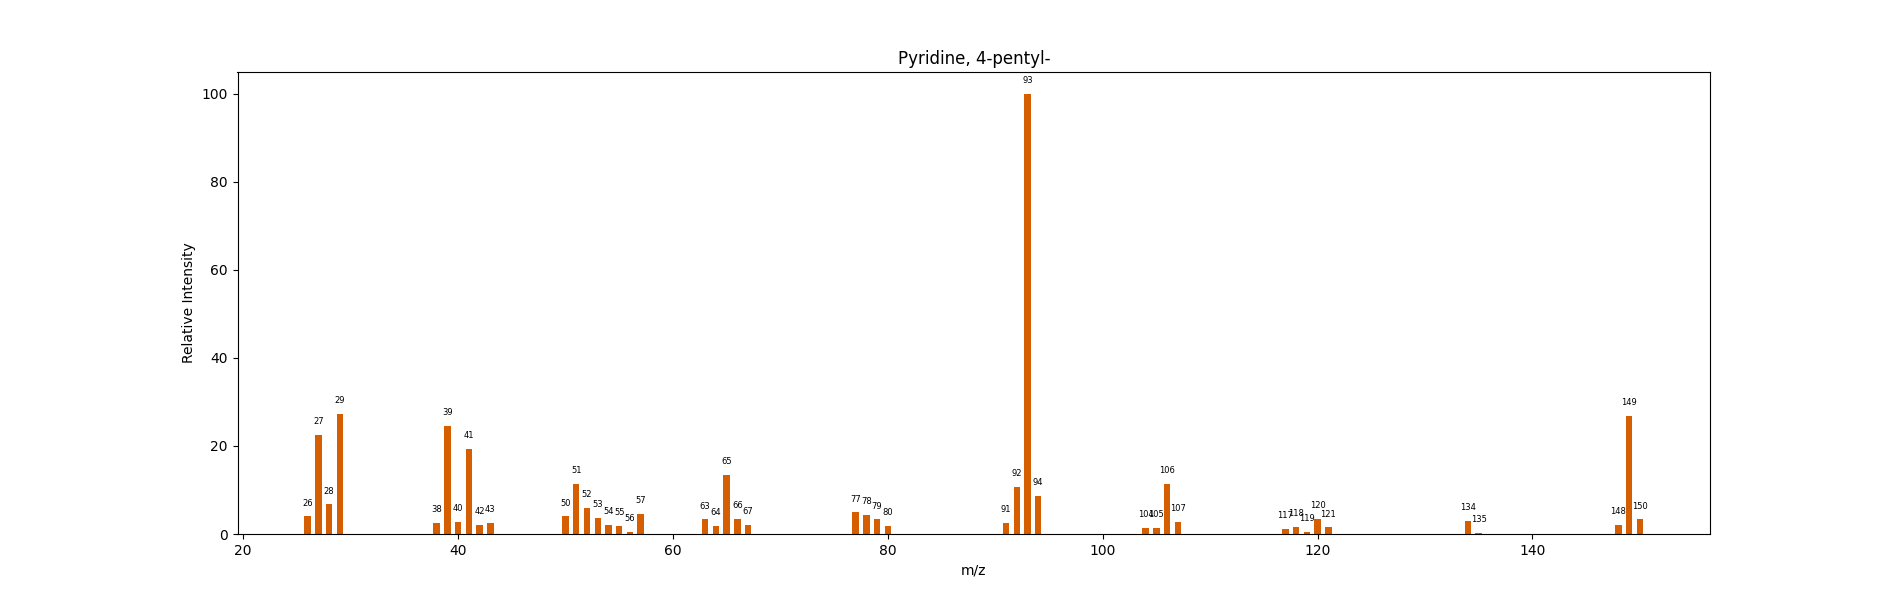 Pyridine, 4-pentyl-
Relative Intensity
100
80
60
40
20
0
26 27 28 29 38 39 40 41 42 43 50 51 52 53 54 55 56 57 63 64 65 66 67 77 78 79 80 91 92 93 94 104 105 106 107 117 118 119 120 121 134 135 148 149 150
20 40 60 80 100 120 140
m/z